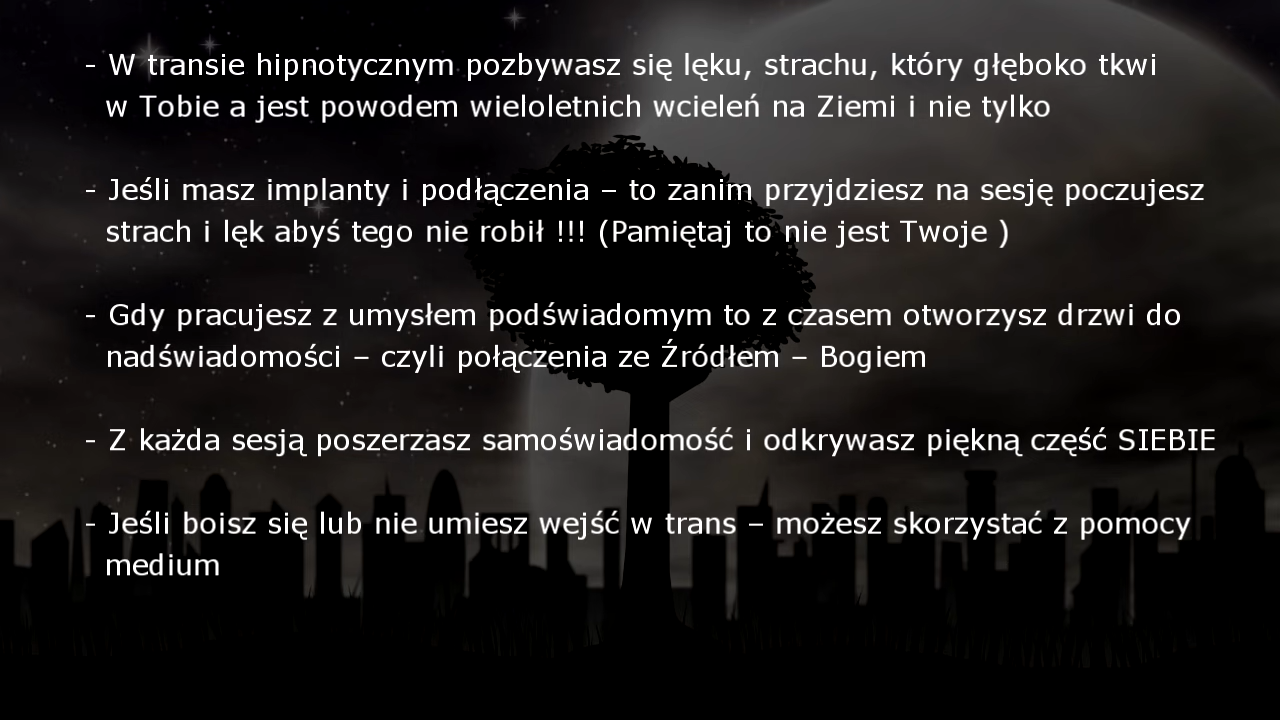 - W transie hipnotycznym pozbywasz się lęku, strachu, który głęboko tkwi
w Tobie a jest powodem wieloletnich wcieleń na Ziemi i nie tylko
- Jeśli masz implanty i podłączenia – to zanim przyjdziesz na sesję poczujesz
strach i lęk abyś tego nie robił !!! (Pamiętaj to nie jest Twoje )
- Gdy pracujesz z umysłem podświadomym to z czasem otworzysz drzwi do
nadświadomości – czyli połączenia ze Źródłem – Bogiem
- Z każda sesją poszerzasz samoświadomość i odkrywasz piękną część SIEBIE
- Jeśli boisz się lub nie umiesz wejść w trans – możesz skorzystać z pomocy
medium